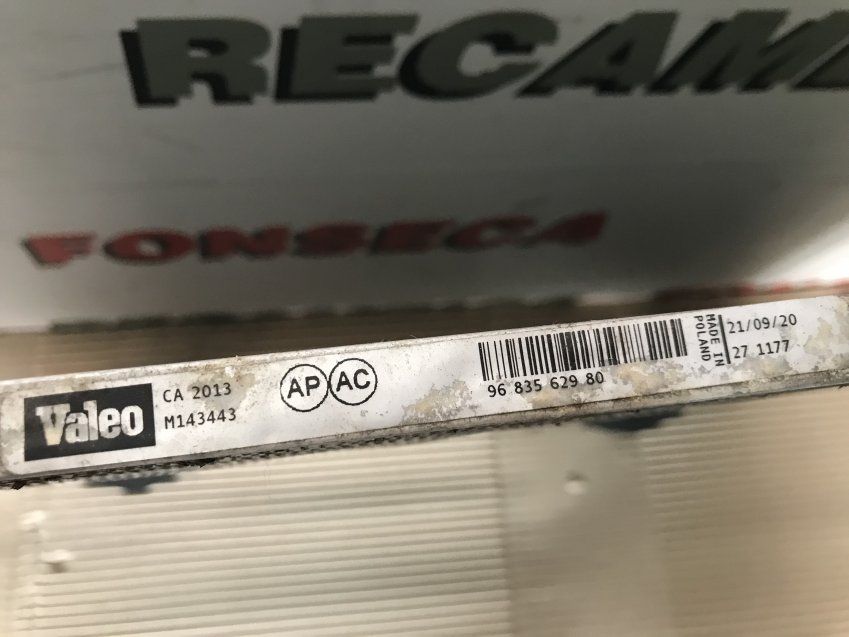 RECAM
FONSECA
Valeo
CA 2013
M143443
AP AC
96 835 629 80
MADE IN
POLAND
21/09/20
27 1177